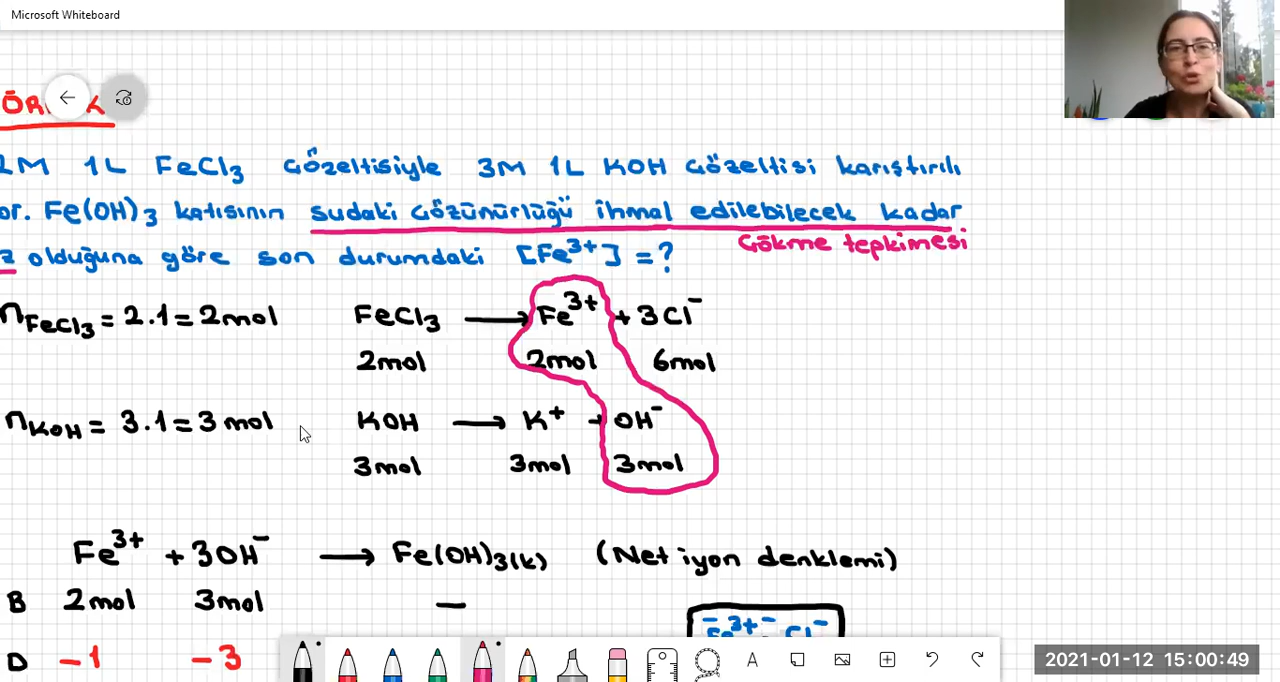 Microsoft Whiteboard
2M 1L FeCl3 Çözeltisiyle 3M 1L KOH Çözeltisi karıştırılı
or. Fe(OH)3 katısının sudaki Çözünürlüğü ihmal edilebilecek kadar
z olduğuna göre son durumdaki [Fe³⁺] = ?
Çökme tepkimesi
nFeCl3 = 2.1 = 2mol FeCl3 → Fe³⁺ + 3Cl⁻
2mol 2mol 6mol
nKOH = 3.1 = 3 mol KOH → K⁺ + OH⁻
3mol 3mol 3mol
Fe³⁺ + 3OH⁻ → Fe(OH)3(k) (Net iyon denklemi)
B 2mol 3mol —
Fe³⁺ Cl⁻
D -1 -3
2021-01-12 15:00:49